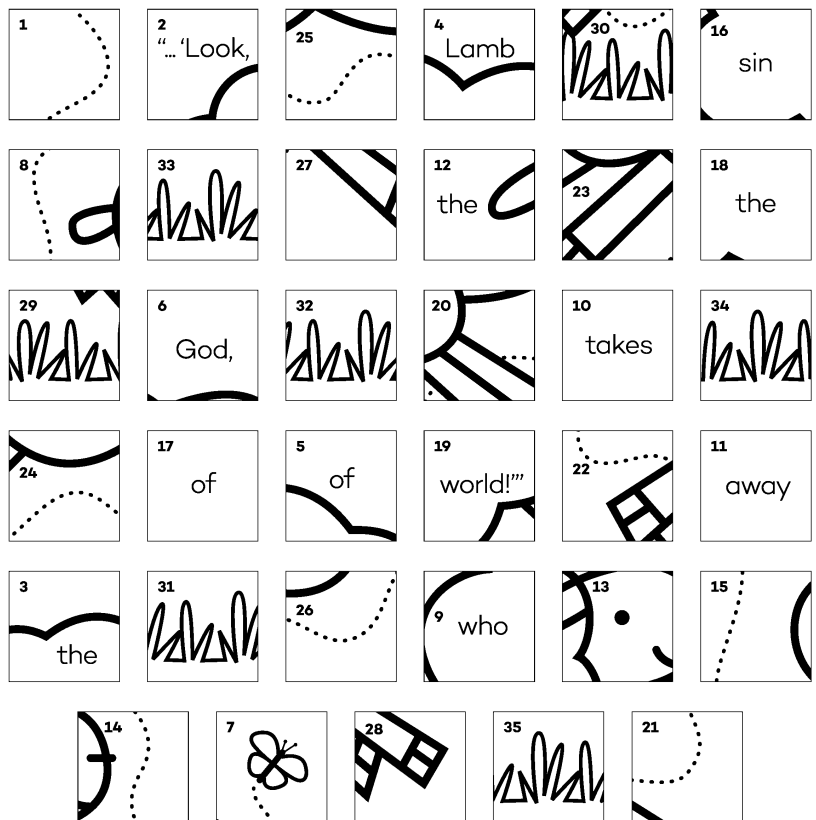 1
2
“... ‘Look,
25
4
Lamb
30
16
sin
8
33
27
12
the
23
18
the
29
6
God,
32
20
10
takes
34
24
17
of
5
of
19
world!’”
22
11
away
3
the
31
26
9
who
13
15
14
7
28
35
21